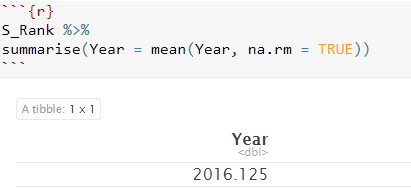 ```{r}
S_Rank %>%
summarise(Year = mean(Year, na.rm = TRUE))
```
A tibble: 1 x 1
Year
<dbl>
2016.125